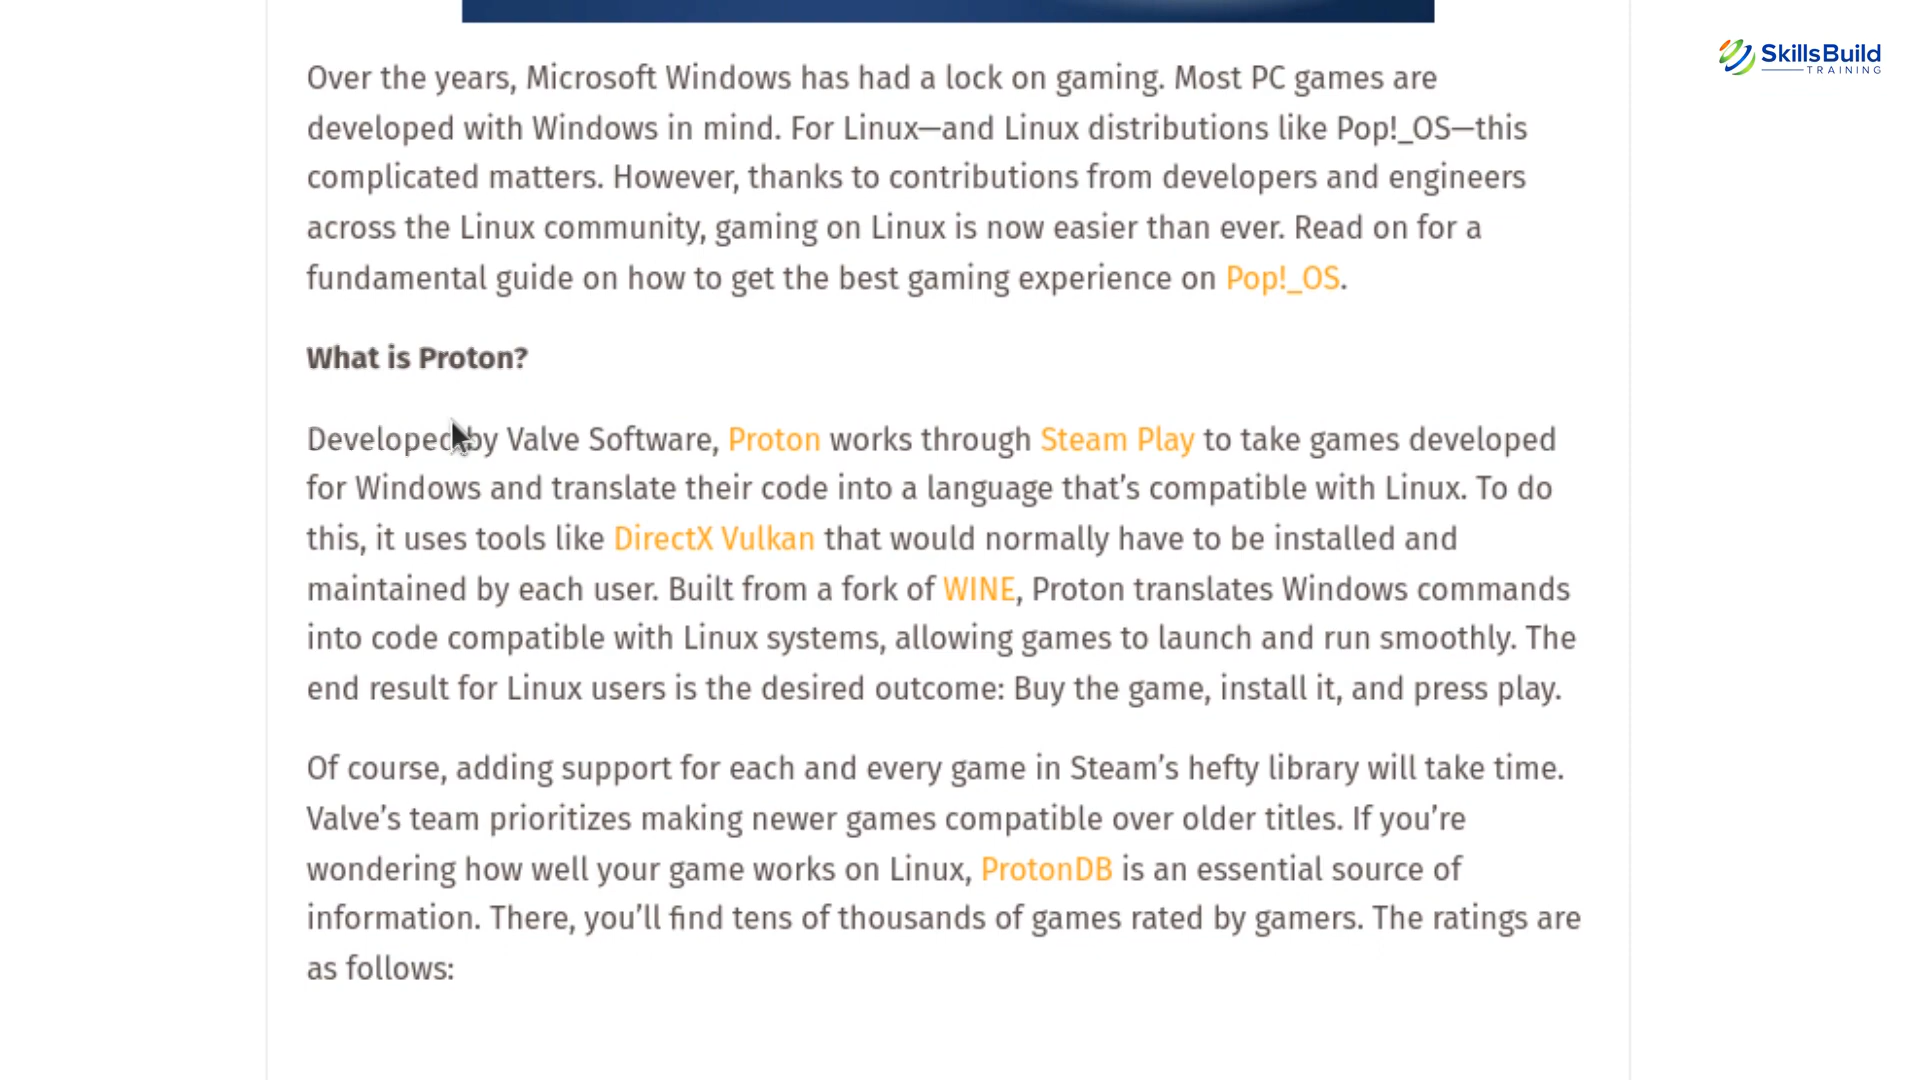 SkillsBuild
TRAINING
Over the years, Microsoft Windows has had a lock on gaming. Most PC games are
developed with Windows in mind. For Linux—and Linux distributions like Pop!_OS—this
complicated matters. However, thanks to contributions from developers and engineers
across the Linux community, gaming on Linux is now easier than ever. Read on for a
fundamental guide on how to get the best gaming experience on Pop!_OS.
What is Proton?
Developed by Valve Software, Proton works through Steam Play to take games developed
for Windows and translate their code into a language that’s compatible with Linux. To do
this, it uses tools like DirectX Vulkan that would normally have to be installed and
maintained by each user. Built from a fork of WINE, Proton translates Windows commands
into code compatible with Linux systems, allowing games to launch and run smoothly. The
end result for Linux users is the desired outcome: Buy the game, install it, and press play.
Of course, adding support for each and every game in Steam’s hefty library will take time.
Valve’s team prioritizes making newer games compatible over older titles. If you’re
wondering how well your game works on Linux, ProtonDB is an essential source of
information. There, you’ll find tens of thousands of games rated by gamers. The ratings are
as follows: